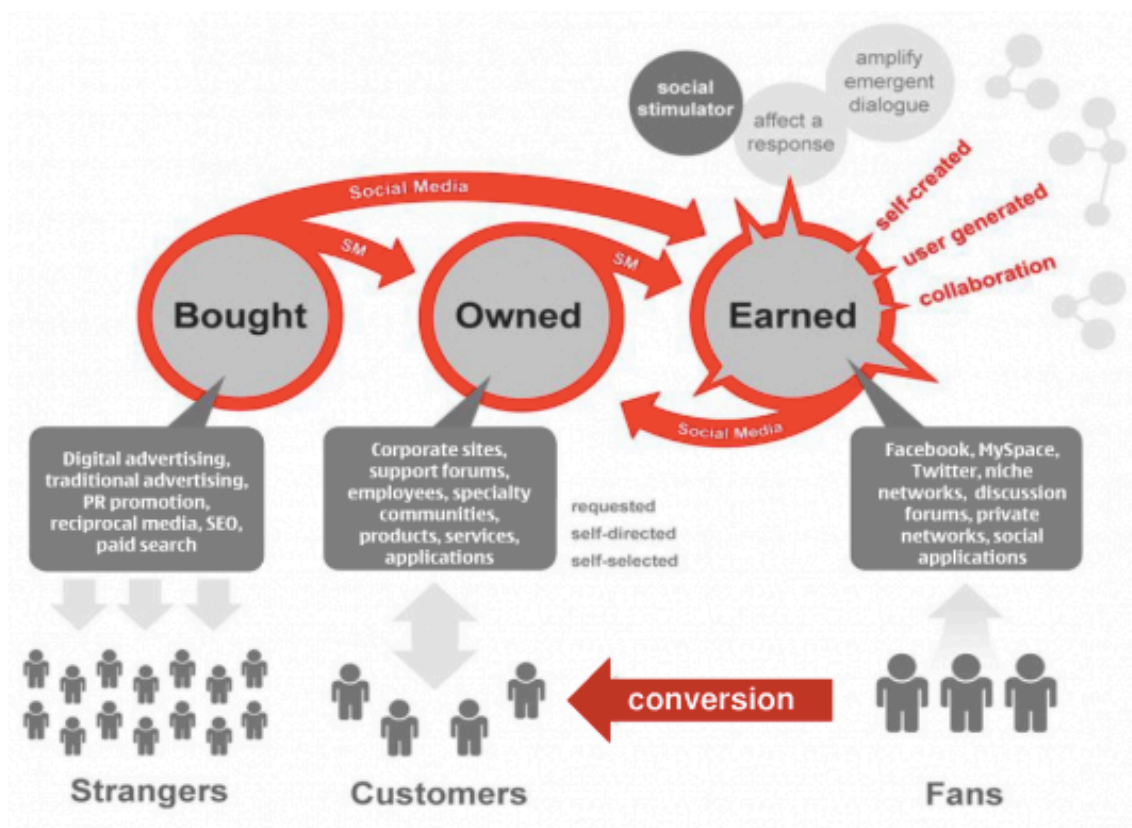 social
stimulator
affect a
response
amplify
emergent
dialogue
self-created
user generated
collaboration
Social Media
SM
SM
Bought
Owned
Earned
Social Media
Digital advertising,
traditional advertising,
PR promotion,
reciprocal media, SEO,
paid search
Corporate sites,
support forums,
employees, specialty
communities,
products, services,
applications
requested
self-directed
self-selected
Facebook, MySpace,
Twitter, niche
networks, discussion
forums, private
networks, social
applications
conversion
Strangers
Customers
Fans